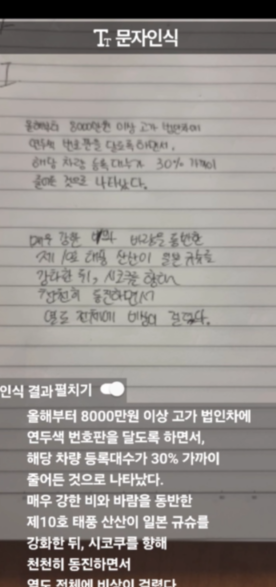 Tт 문자인식
올해부터 8000만원 이상 고가 법인차에
연두색 번호판을 달도록 하면서,
해당 차량 등록대수가 30% 가까이
줄어든 것으로 나타났다.
매우 강한 비와 바람을 동반한
제10호 태풍 산산이 일본 규슈를
강화한 뒤, 시코쿠를 향해
천천히 동진하면서
열도 전체에 비상이 걸렸다.
인식 결과 펼치기
올해부터 8000만원 이상 고가 법인차에
연두색 번호판을 달도록 하면서,
해당 차량 등록대수가 30% 가까이
줄어든 것으로 나타났다.
매우 강한 비와 바람을 동반한
제10호 태풍 산산이 일본 규슈를
강화한 뒤, 시코쿠를 향해
천천히 동진하면서
열도 전체에 비상이 걸렸다